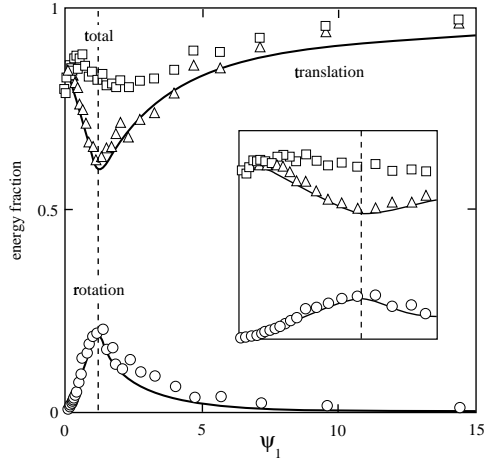 1
total
translation
energy fraction
0.5
rotation
0
0 5 10 15
ψ1